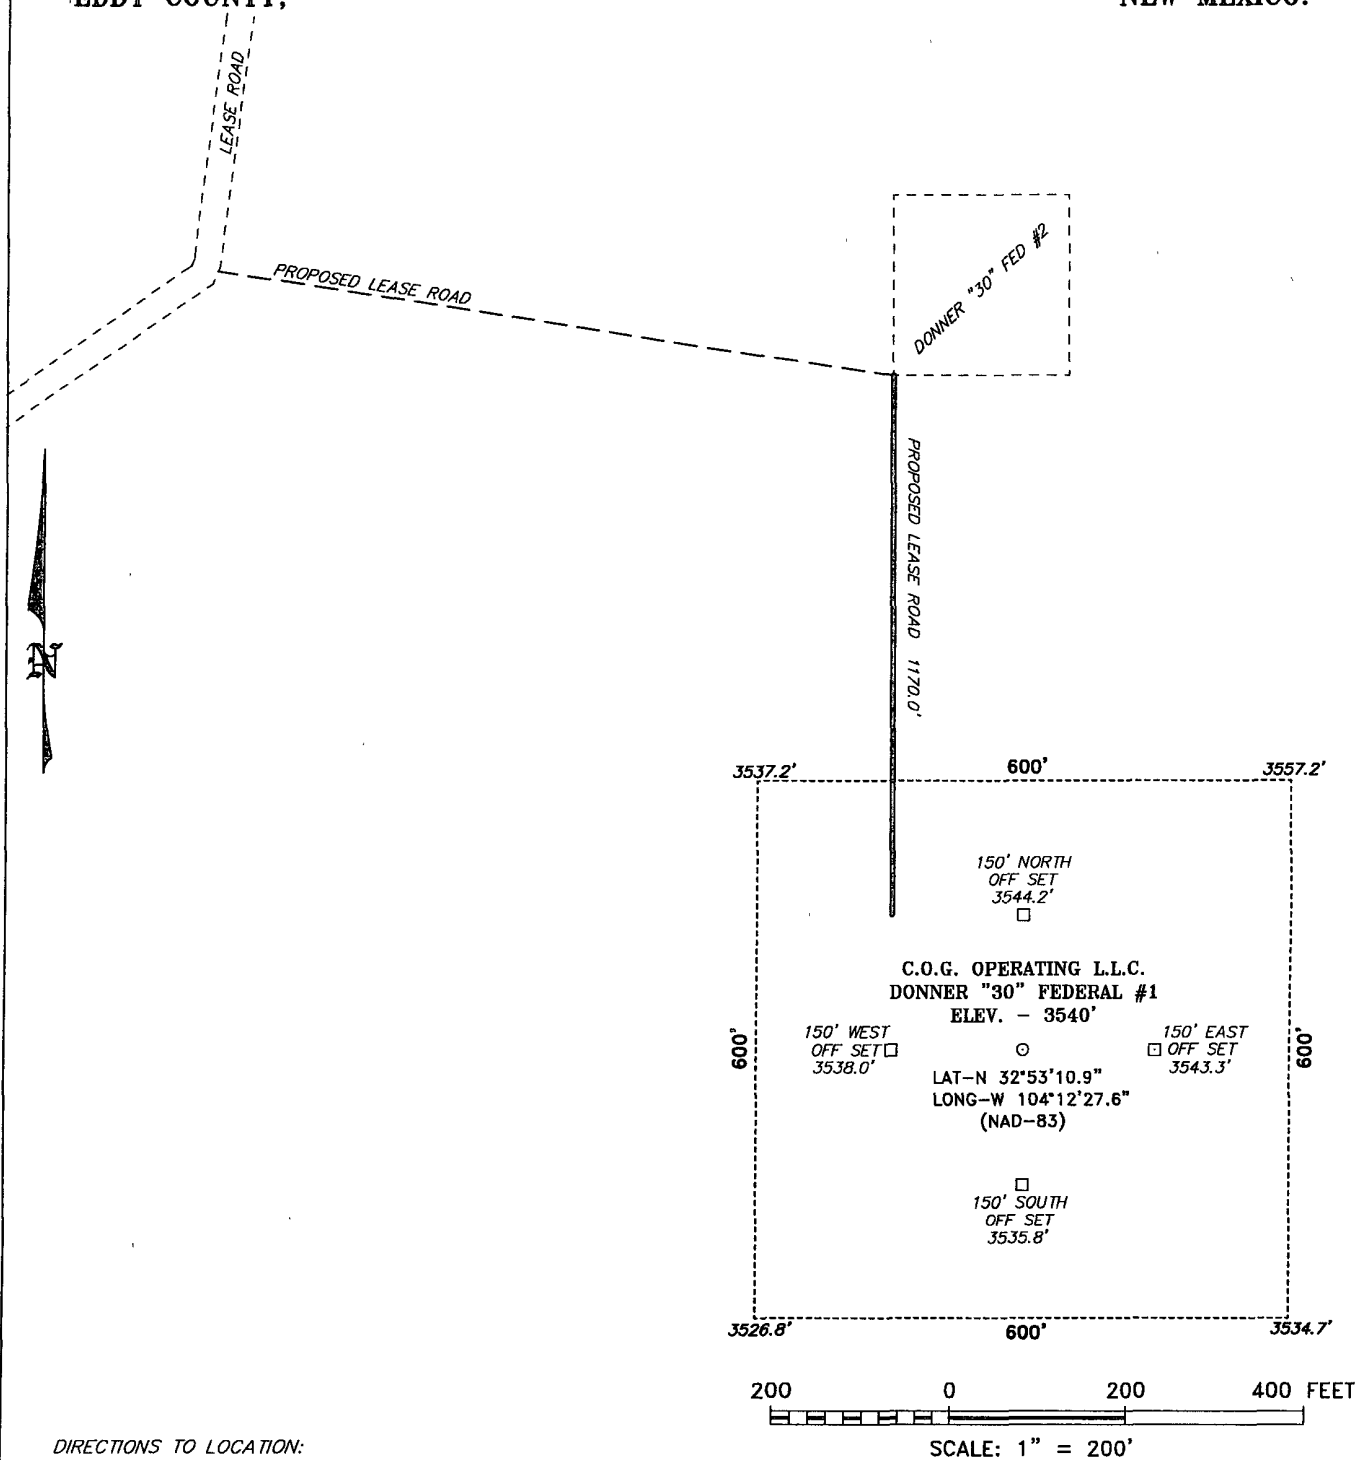 EDDY COUNTY,
NEW MEXICO.
LEASE ROAD
PROPOSED LEASE ROAD
DONNER "30" FED #2
PROPOSED LEASE ROAD 1170.0'
N
3537.2'
600'
3557.2'
150' NORTH
OFF SET
3544.2'
C.O.G. OPERATING L.L.C.
DONNER "30" FEDERAL #1
ELEV. - 3540'
600'
150' WEST
OFF SET
3538.0'
150' EAST
OFF SET
3543.3'
600'
LAT-N 32°53'10.9"
LONG-W 104°12'27.6"
(NAD-83)
150' SOUTH
OFF SET
3535.8'
3526.8'
600'
3534.7'
200 0 200 400 FEET
SCALE: 1" = 200'
DIRECTIONS TO LOCATION: